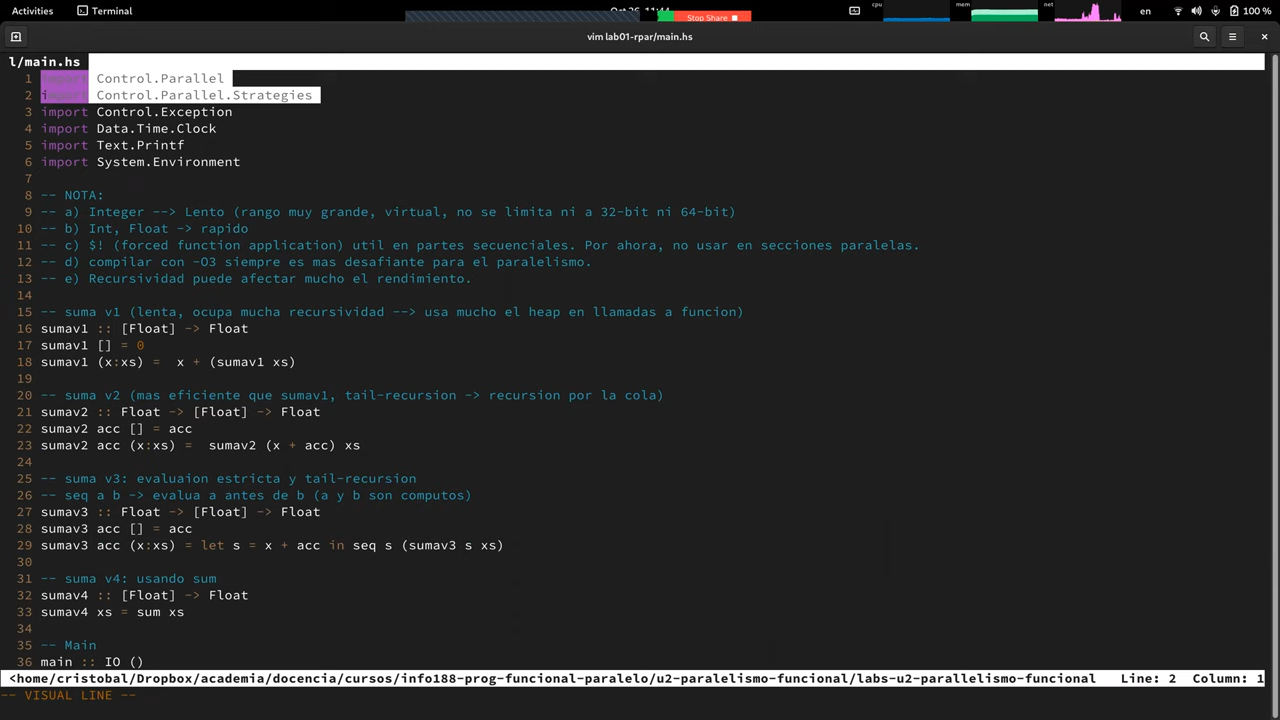 Activities Terminal Oct 26, 11:44 cpu mem net en 100 %
Stop Share
vim lab01-rpar/main.hs
l/main.hs
1 import Control.Parallel
2 import Control.Parallel.Strategies
3 import Control.Exception
4 import Data.Time.Clock
5 import Text.Printf
6 import System.Environment
7
8 -- NOTA:
9 -- a) Integer --> Lento (rango muy grande, virtual, no se limita ni a 32-bit ni 64-bit)
10 -- b) Int, Float -> rapido
11 -- c) $! (forced function application) util en partes secuenciales. Por ahora, no usar en secciones paralelas.
12 -- d) compilar con -O3 siempre es mas desafiante para el paralelismo.
13 -- e) Recursividad puede afectar mucho el rendimiento.
14
15 -- suma v1 (lenta, ocupa mucha recursividad --> usa mucho el heap en llamadas a funcion)
16 sumav1 :: [Float] -> Float
17 sumav1 [] = 0
18 sumav1 (x:xs) =  x + (sumav1 xs)
19
20 -- suma v2 (mas eficiente que sumav1, tail-recursion -> recursion por la cola)
21 sumav2 :: Float -> [Float] -> Float
22 sumav2 acc [] = acc
23 sumav2 acc (x:xs) =  sumav2 (x + acc) xs
24
25 -- suma v3: evaluaion estricta y tail-recursion
26 -- seq a b -> evalua a antes de b (a y b son computos)
27 sumav3 :: Float -> [Float] -> Float
28 sumav3 acc [] = acc
29 sumav3 acc (x:xs) = let s = x + acc in seq s (sumav3 s xs)
30
31 -- suma v4: usando sum
32 sumav4 :: [Float] -> Float
33 sumav4 xs = sum xs
34
35 -- Main
36 main :: IO ()
<home/cristobal/Dropbox/academia/docencia/cursos/info188-prog-funcional-paralelo/u2-paralelismo-funcional/labs-u2-parallelismo-funcional Line: 2 Column: 1
-- VISUAL LINE --